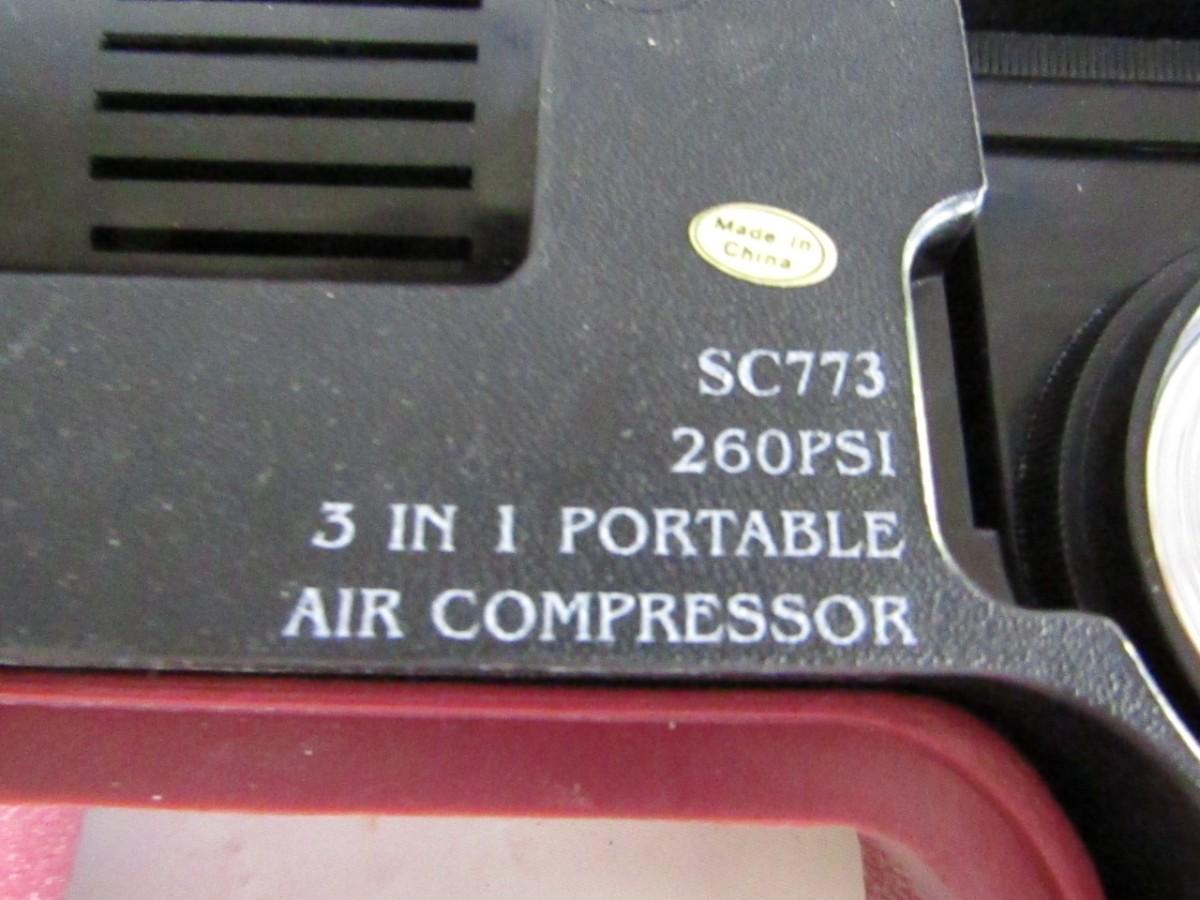 Made in
China
SC773
260PSI
3 IN 1 PORTABLE
AIR COMPRESSOR